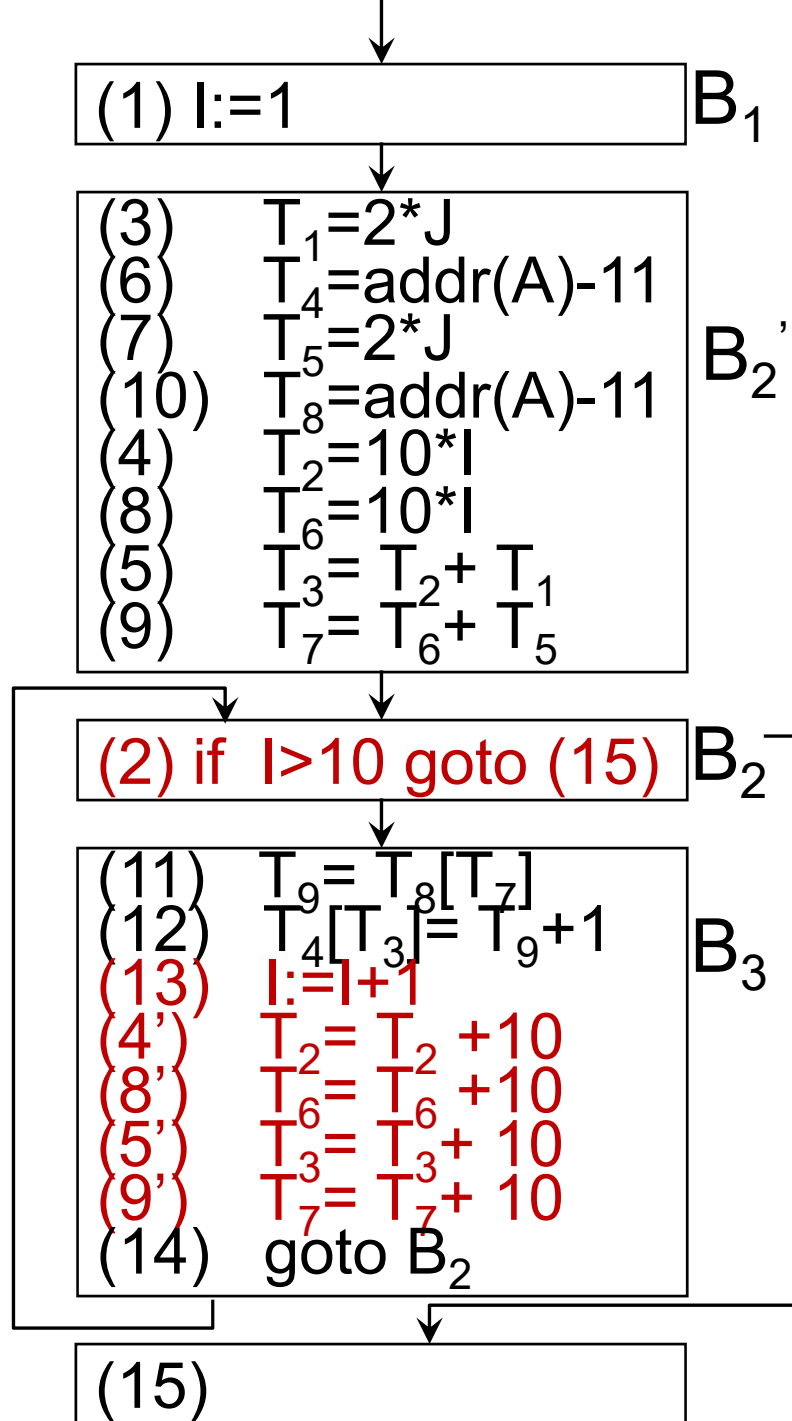 (1) I:=1 B₁
(3) T₁=2*J
(6) T₄=addr(A)-11
(7) T₅=2*J
(10) T₈=addr(A)-11
B₂’
(4) T₂=10*I
(8) T₆=10*I
(5) T₃= T₂+ T₁
(9) T₇= T₆+ T₅
(2) if I>10 goto (15) B₂
(11) T₉= T₈[T₇]
(12) T₄[T₃]= T₉+1
B₃
(13) I:=I+1
(4’) T₂= T₂ +10
(8’) T₆= T₆ +10
(5’) T₃= T₃+ 10
(9’) T₇= T₇+ 10
(14) goto B₂
(15)